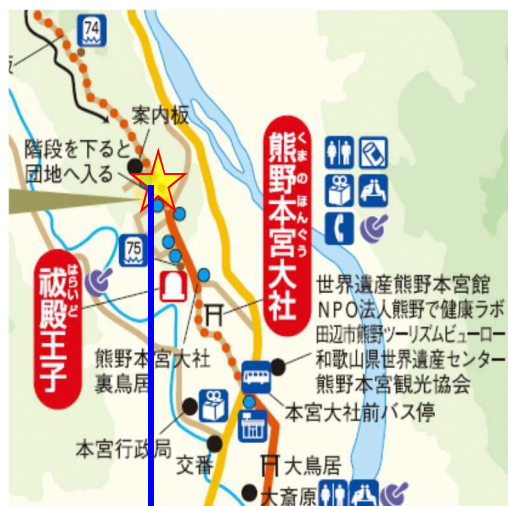 74
案内板
階段を下ると
団地へ入る
くまのほんぐう
熊野本宮大社
75
はらいど
祓殿王子
世界遺産熊野本宮館
NPO法人熊野で健康ラボ
田辺市熊野ツーリズムビューロー
和歌山県世界遺産センター
熊野本宮観光協会
熊野本宮大社
裏鳥居
本宮大社前バス停
本宮行政局
交番
大鳥居
大斎原